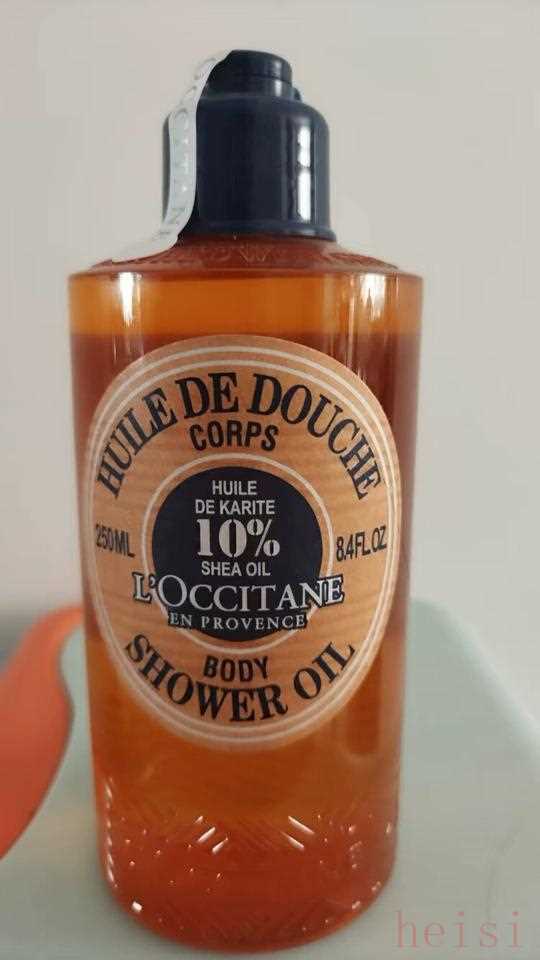 L'OCCITANE
HUILE DE DOUCHE
CORPS
HUILE
DE KARITE
250ML
10%
8.4FL.OZ
SHEA OIL
L'OCCITANE
EN PROVENCE
BODY
SHOWER OIL
heisi